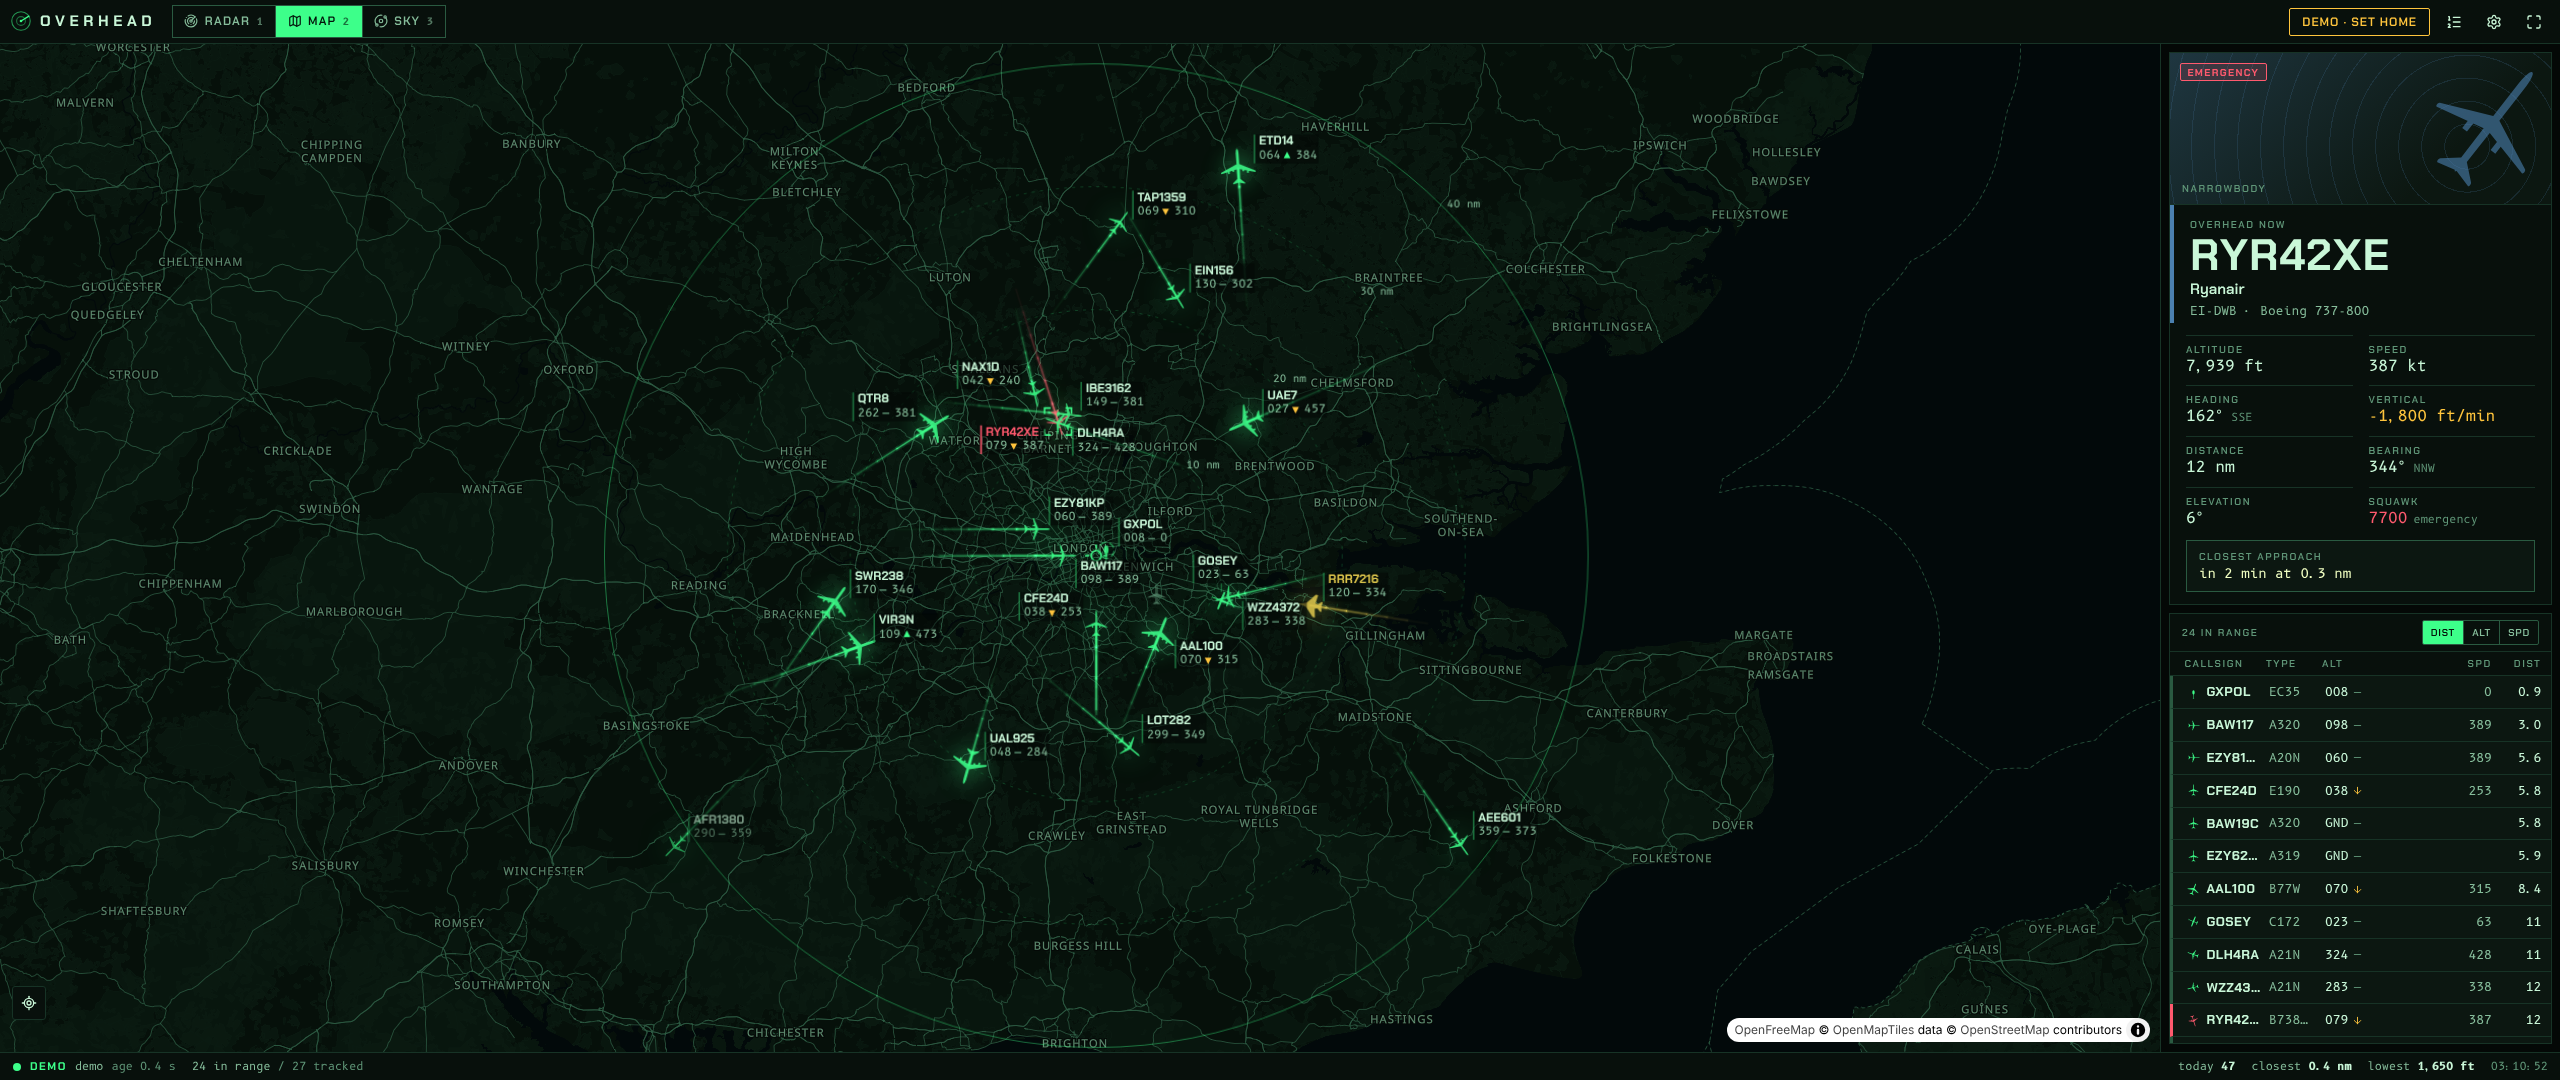 OVERHEAD
RADAR 1
MAP 2
SKY 3
DEMO · SET HOME
WORCESTER
MALVERN
CHIPPING CAMPDEN
BANBURY
BEDFORD
MILTON KEYNES
BLETCHLEY
HAVERHILL
WOODBRIDGE
IPSWICH
HOLLESLEY
BAWDSEY
FELIXSTOWE
ETD14
064 ▲ 384
TAP1359
069 ▼ 310
40 nm
EIN156
130 — 302
CHELTENHAM
GLOUCESTER
QUEDGELEY
LUTON
BRAINTREE
30 nm
COLCHESTER
BRIGHTLINGSEA
WITNEY
STROUD
OXFORD
NAX1D
042 ▼ 240
IBE3162
149 — 381
20 nm
CHELMSFORD
UAE7
027 ▼ 457
QTR8
262 — 381
RYR42XE
079 ▼ 387
DLH4RA
324 — 428
CRICKLADE
HIGH WYCOMBE
10 nm
BRENTWOOD
WANTAGE
SWINDON
EZY81KP
060 — 389
ILFORD
GXPOL
008 — 0
BASILDON
SOUTHEND-ON-SEA
MAIDENHEAD
LONDON
BAW117
098 — 389
GOSEY
023 — 63
CHIPPENHAM
READING
SWR23B
170 — 346
RRR7216
120 — 334
MARLBOROUGH
CFE24D
038 ▼ 253
WZZ4372
283 — 338
VIR3N
109 ▲ 473
BATH
GILLINGHAM
MARGATE
AAL100
070 ▼ 315
BROADSTAIRS
SITTINGBOURNE
RAMSGATE
BASINGSTOKE
LOT282
299 — 349
MAIDSTONE
CANTERBURY
UAL925
048 — 284
ANDOVER
ASHFORD
AFR1380
290 — 359
EAST GRINSTEAD
ROYAL TUNBRIDGE WELLS
AEE601
359 — 373
CRAWLEY
DOVER
FOLKESTONE
SALISBURY
WINCHESTER
SHAFTESBURY
ROMSEY
BURGESS HILL
OYE-PLAGE
CALAIS
SOUTHAMPTON
GUÎNES
HASTINGS
CHICHESTER
BRIGHTON
OpenFreeMap © OpenMapTiles data © OpenStreetMap contributors
EMERGENCY
NARROWBODY
OVERHEAD NOW
RYR42XE
Ryanair
EI-DWB · Boeing 737-800
ALTITUDE
7,939 ft
SPEED
387 kt
HEADING
162° SSE
VERTICAL
-1,800 ft/min
DISTANCE
12 nm
BEARING
344° NNW
ELEVATION
6°
SQUAWK
7700 emergency
CLOSEST APPROACH
in 2 min at 0.3 nm
24 IN RANGE
DIST ALT SPD
CALLSIGN TYPE ALT SPD DIST
GXPOL EC35 008 — 0 0.9
BAW117 A320 098 — 389 3.0
EZY81… A20N 060 — 389 5.6
CFE24D E190 038 ↓ 253 5.8
BAW19C A320 GND — 5.8
EZY62… A319 GND — 5.9
AAL100 B77W 070 ↓ 315 8.4
GOSEY C172 023 — 63 11
DLH4RA A21N 324 — 428 11
WZZ43… A21N 283 — 338 12
RYR42… B738… 079 ↓ 387 12
DEMO demo age 0.4 s 24 in range / 27 tracked
today 47 closest 0.4 nm lowest 1,650 ft 03:10:52